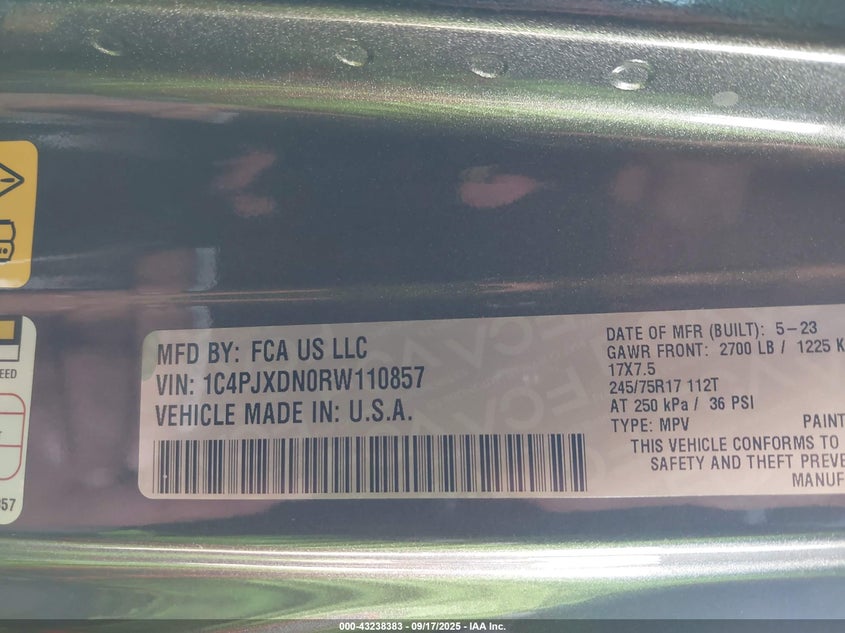 MFD BY: FCA US LLC
VIN: 1C4PJXDN0RW110857
VEHICLE MADE IN: U.S.A.
DATE OF MFR (BUILT): 5-23
GAWR FRONT: 2700 LB / 1225 K
17X7.5
245/75R17 112T
AT 250 kPa / 36 PSI
TYPE: MPV PAINT
THIS VEHICLE CONFORMS TO
SAFETY AND THEFT PREVE
MANUF
EED
57
000-43238383 - 09/17/2025 - IAA Inc.